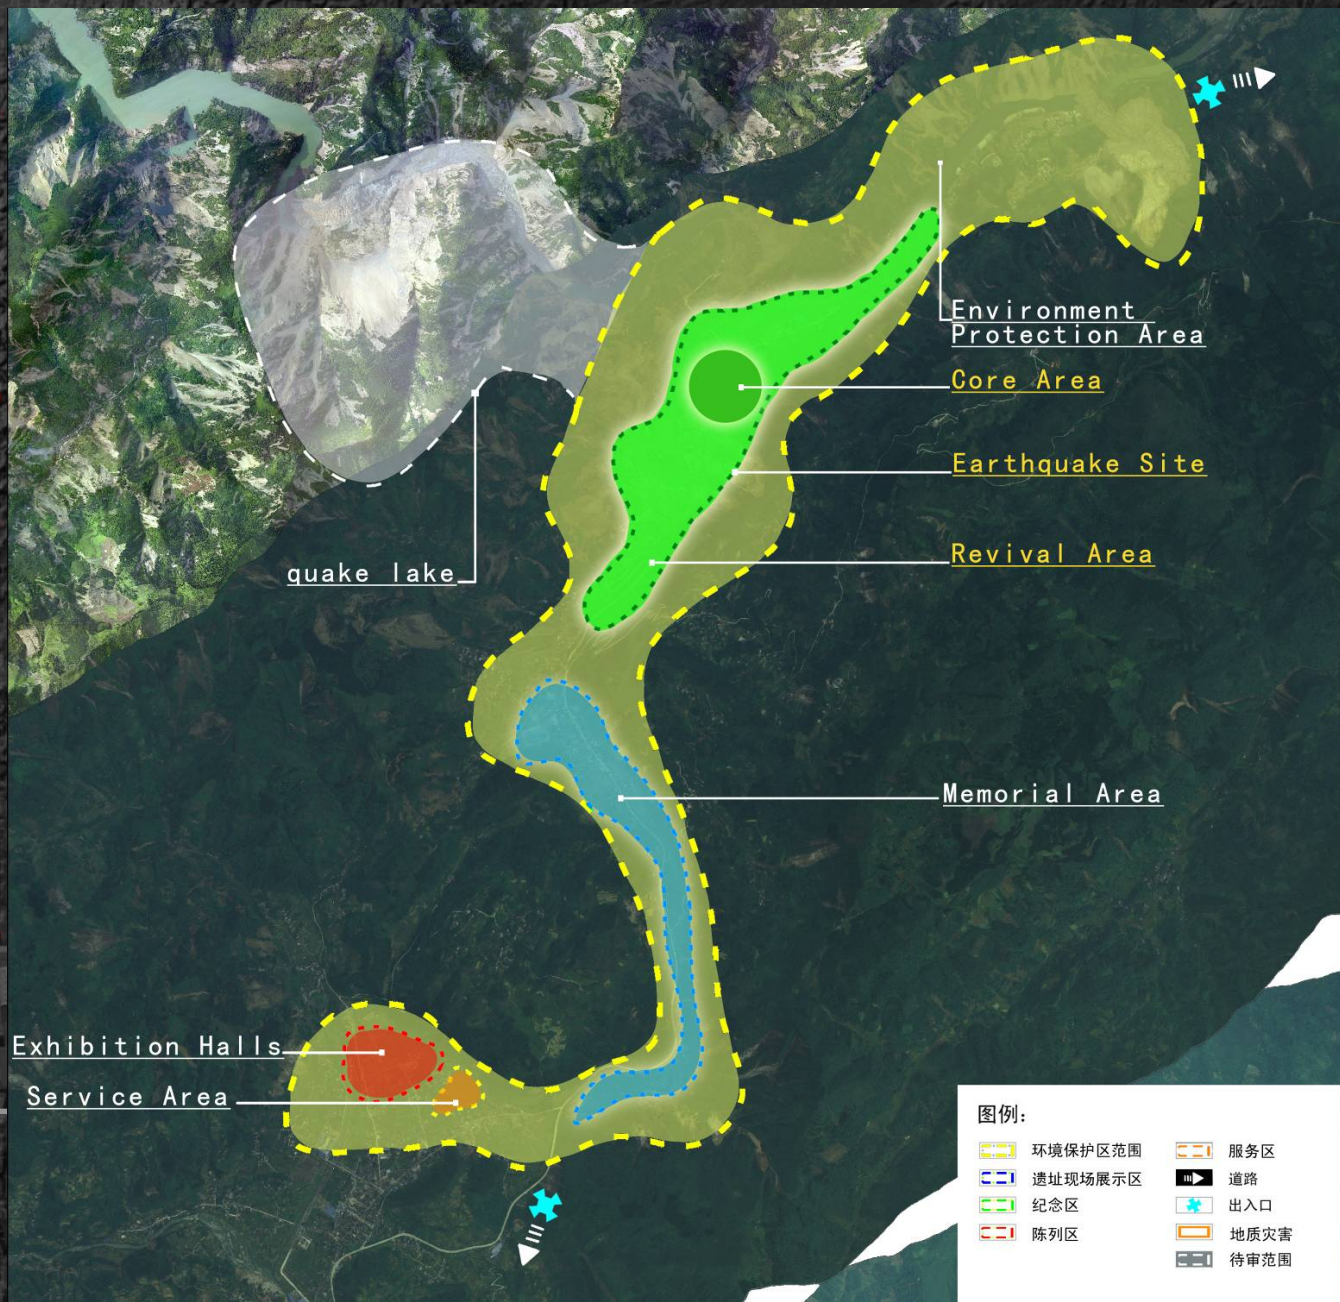 Environment
Protection Area
Core Area
Earthquake Site
Revival Area
quake lake
Memorial Area
Exhibition Halls
Service Area
图例:
环境保护区范围
服务区
遗址现场展示区
道路
纪念区
出入口
陈列区
地质灾害
待审范围